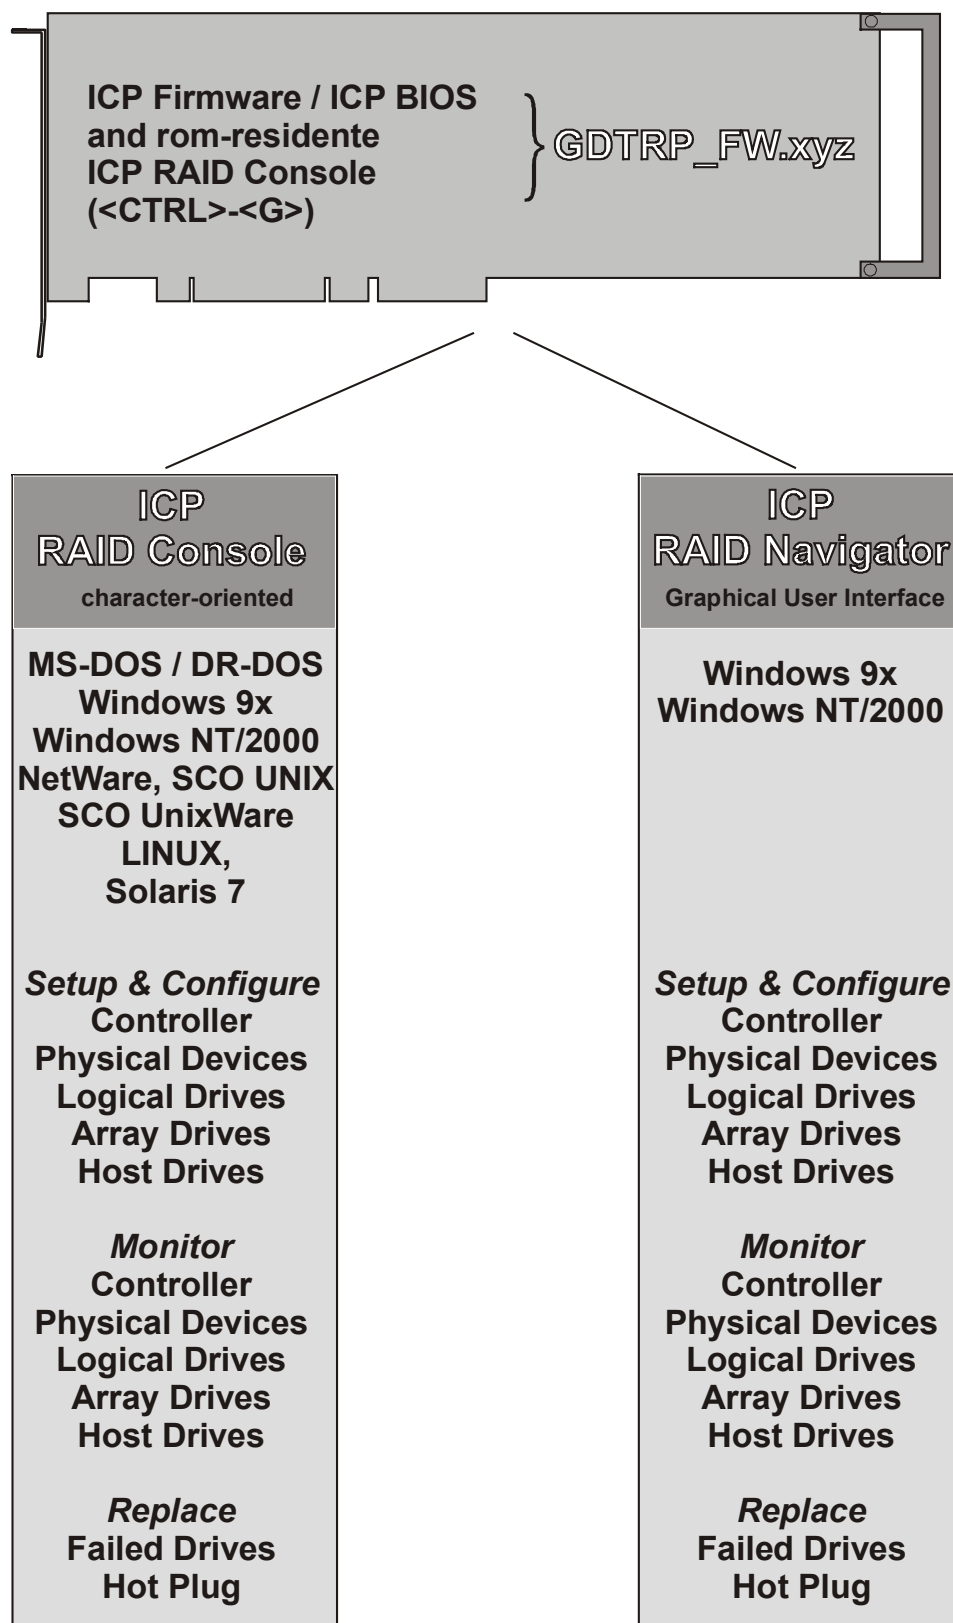 ICP Firmware / ICP BIOS
and rom-residente
ICP RAID Console
(<CTRL>-<G>)
GDTRP_FW.xyz
ICP
RAID Console
character-oriented
MS-DOS / DR-DOS
Windows 9x
Windows NT/2000
NetWare, SCO UNIX
SCO UnixWare
LINUX,
Solaris 7
Setup & Configure
Controller
Physical Devices
Logical Drives
Array Drives
Host Drives
Monitor
Controller
Physical Devices
Logical Drives
Array Drives
Host Drives
Replace
Failed Drives
Hot Plug
ICP
RAID Navigator
Graphical User Interface
Windows 9x
Windows NT/2000
Setup & Configure
Controller
Physical Devices
Logical Drives
Array Drives
Host Drives
Monitor
Controller
Physical Devices
Logical Drives
Array Drives
Host Drives
Replace
Failed Drives
Hot Plug